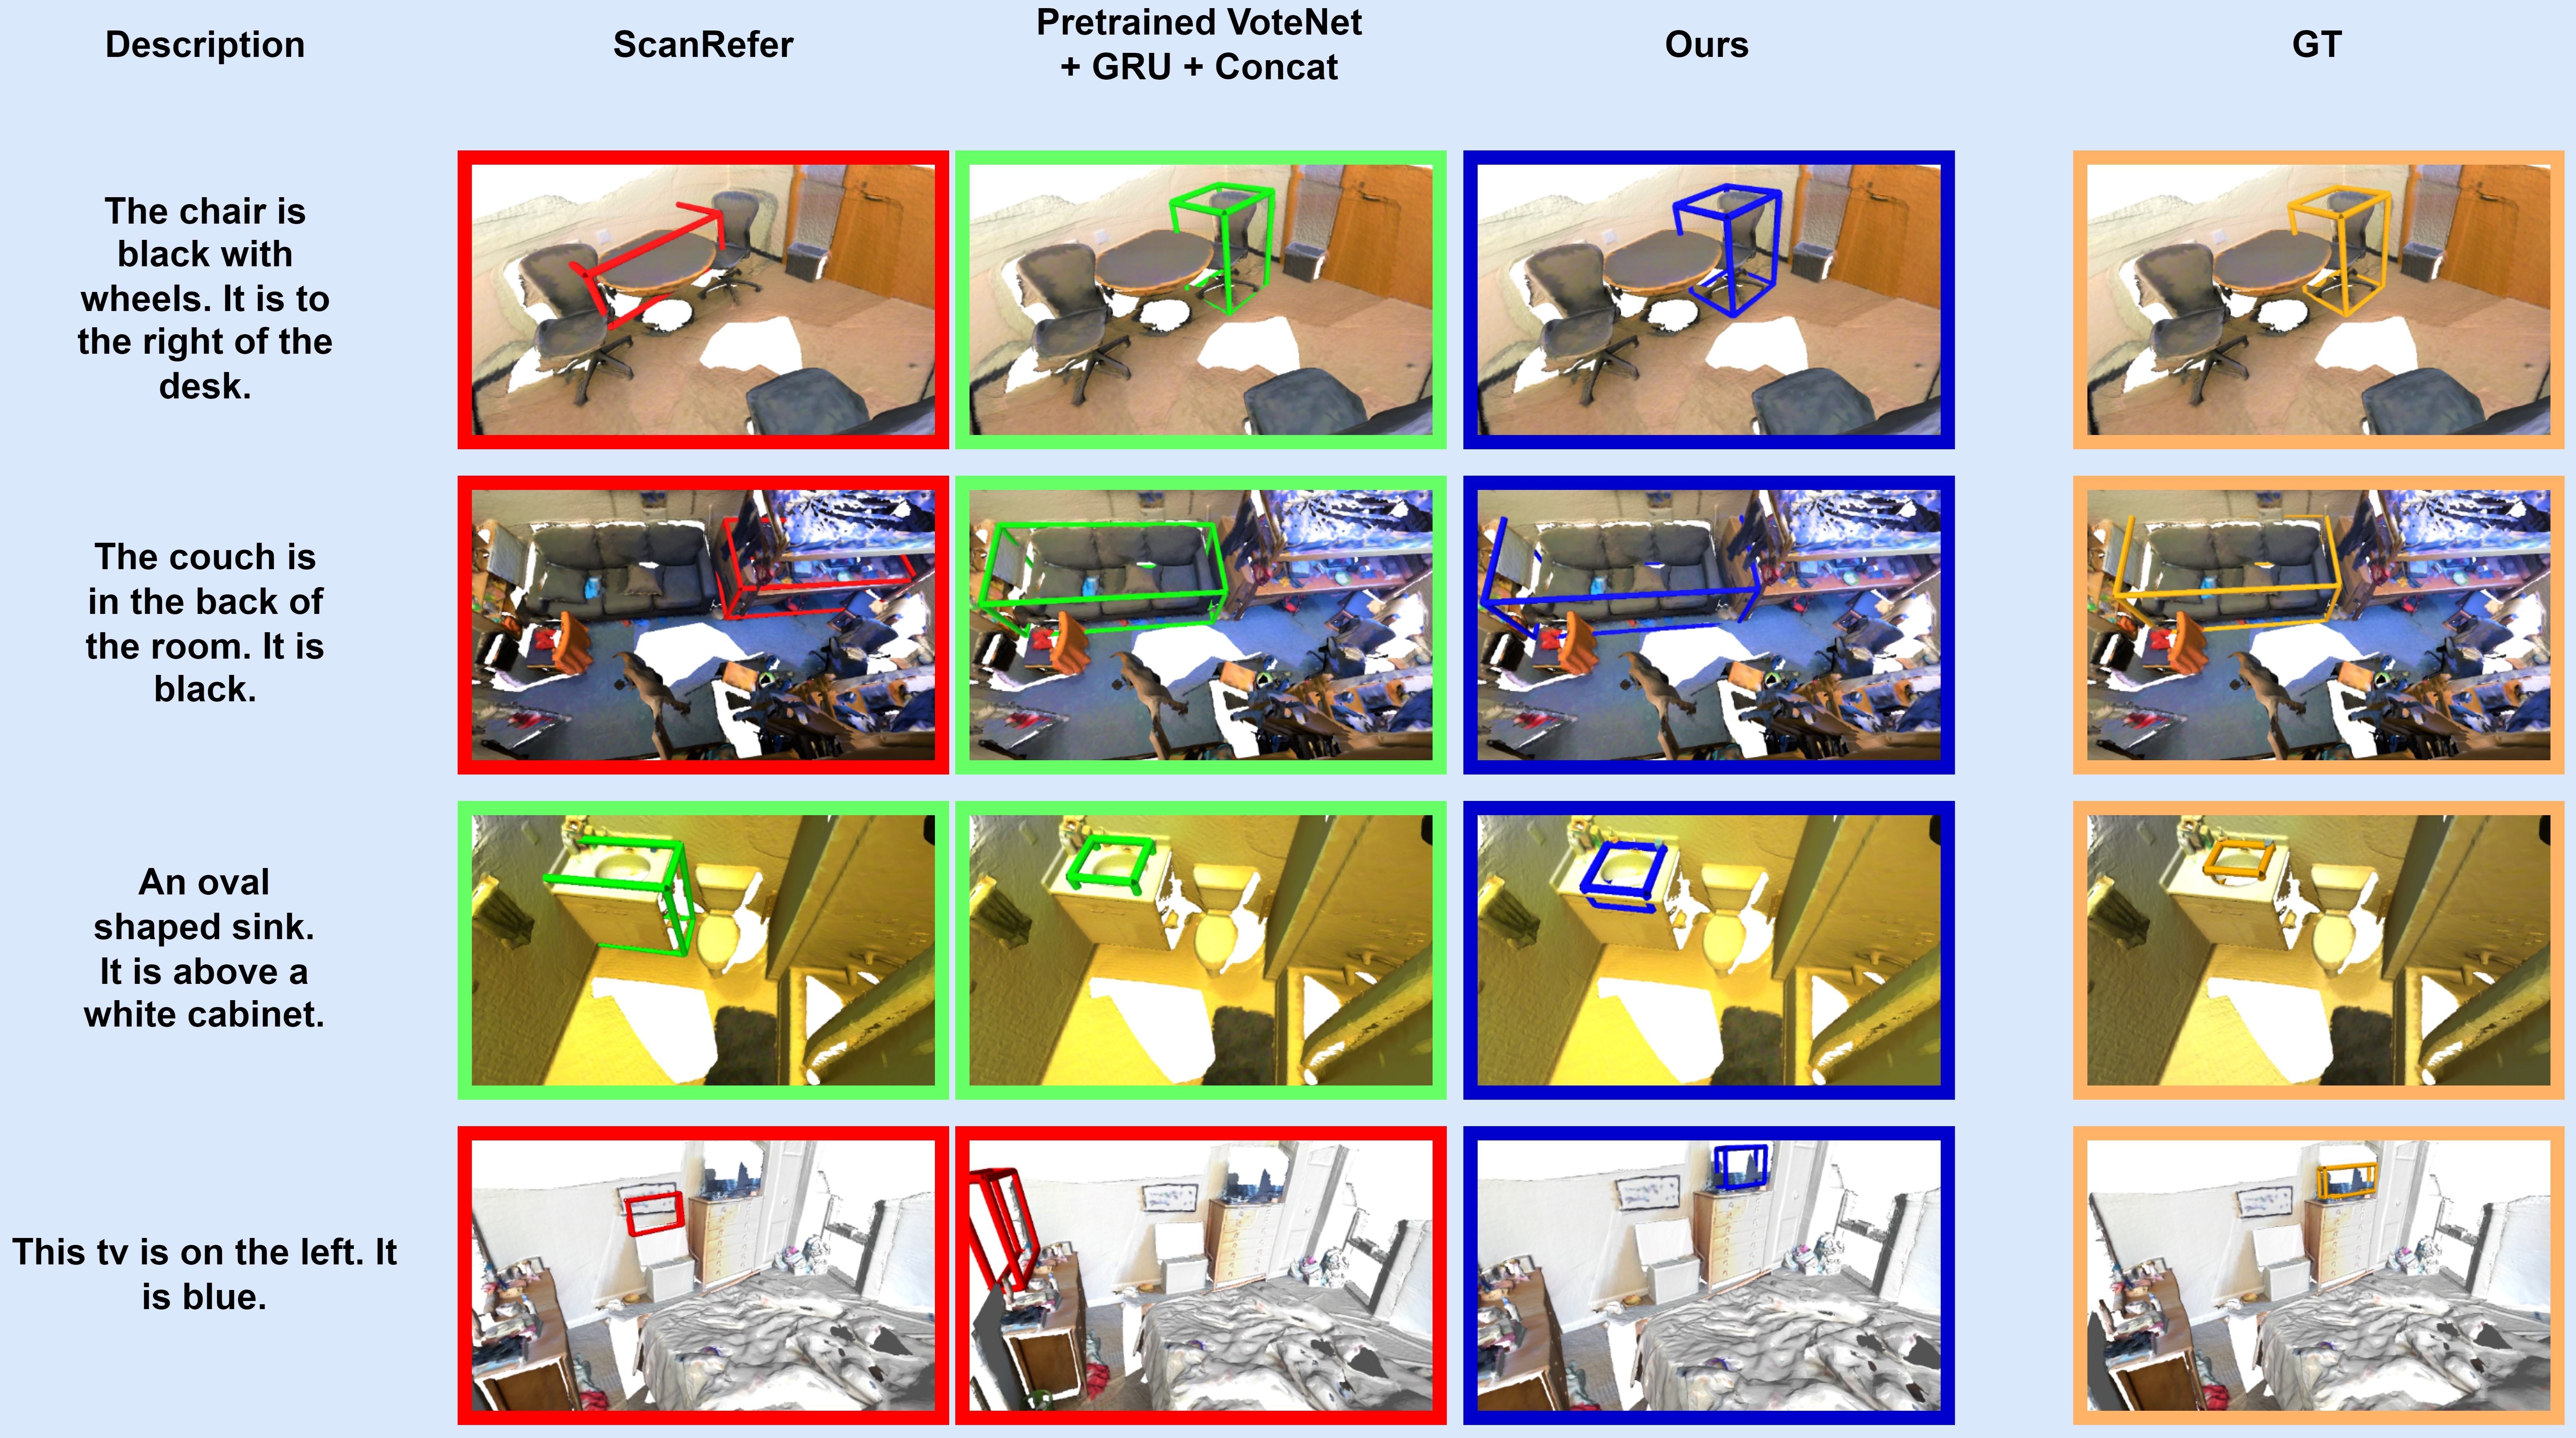 Description
ScanRefer
Pretrained VoteNet
+ GRU + Concat
Ours
GT
The chair is
black with
wheels. It is to
the right of the
desk.
The couch is
in the back of
the room. It is
black.
An oval
shaped sink.
It is above a
white cabinet.
This tv is on the left. It
is blue.